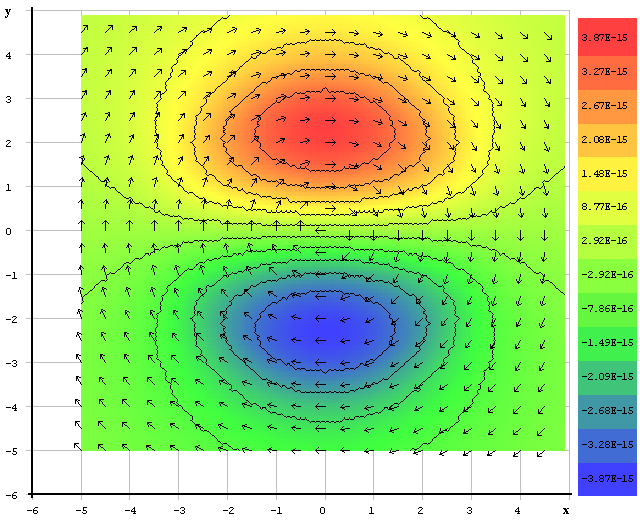 y
4
3
2
1
0
-1
-2
-3
-4
-5
-6
-6
-5
-4
-3
-2
-1
0
1
2
3
4
x
3.87E-15
3.27E-15
2.67E-15
2.08E-15
1.48E-15
8.77E-16
2.92E-16
-2.92E-16
-7.86E-16
-1.49E-15
-2.09E-15
-2.68E-15
-3.28E-15
-3.87E-15